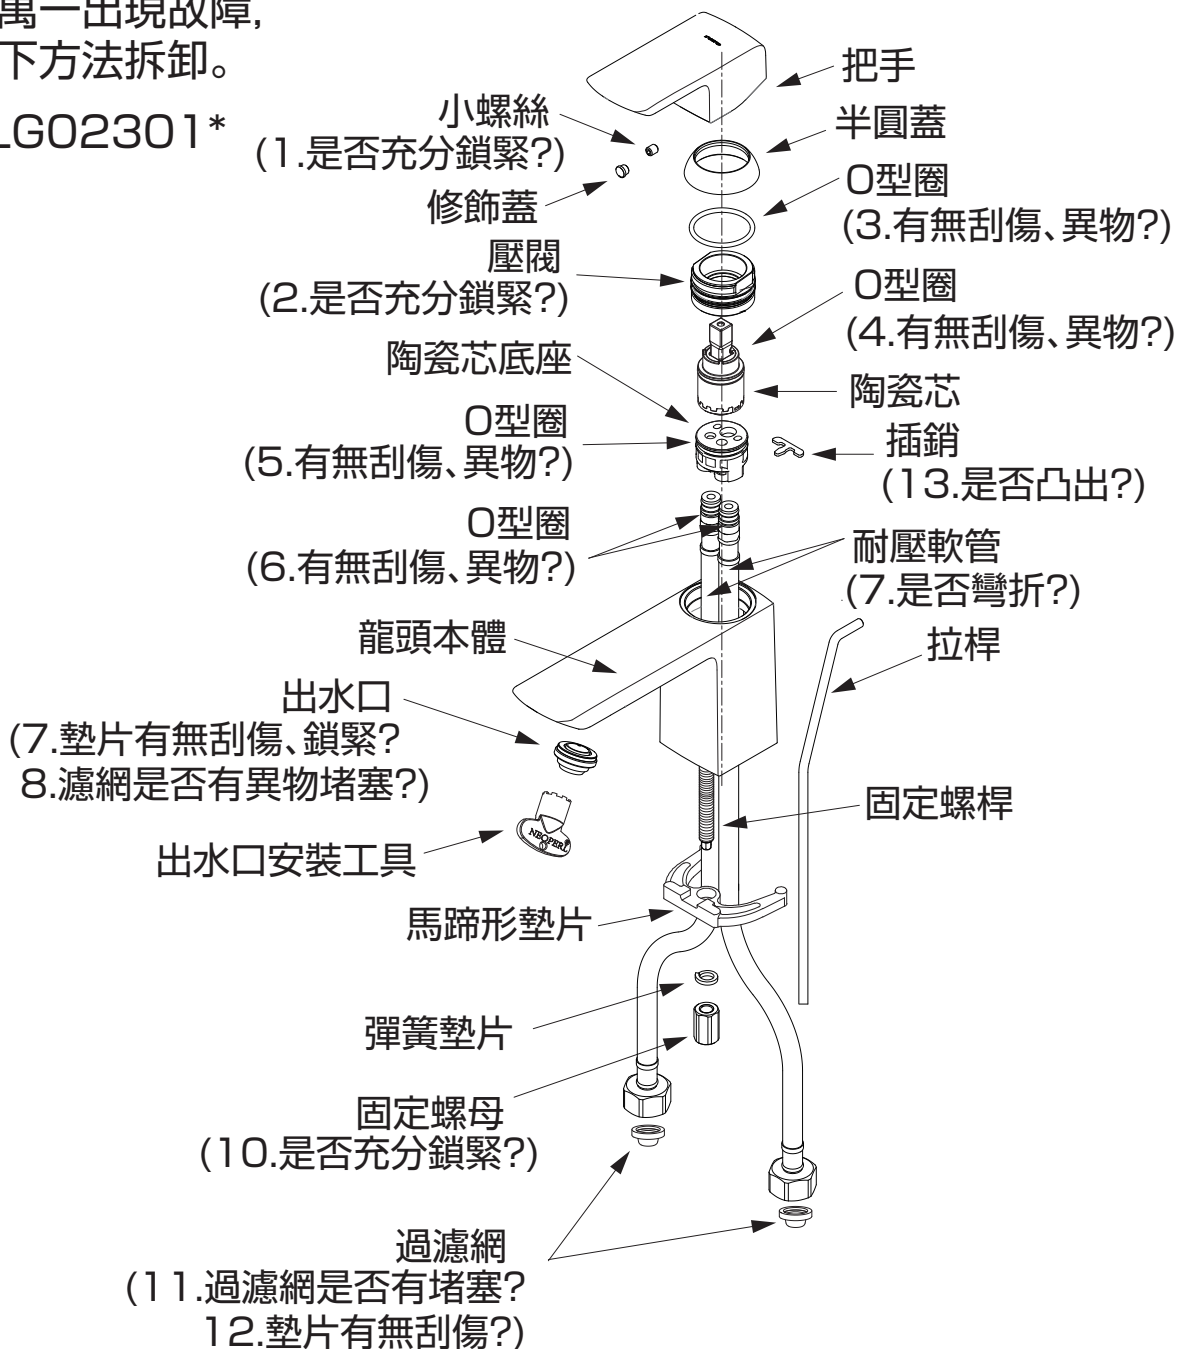 萬一出現故障,
下方法拆卸。
LG02301*
把手
小螺絲
(1.是否充分鎖緊?)
半圓蓋
修飾蓋
O型圈
(3.有無刮傷、異物?)
壓閥
(2.是否充分鎖緊?)
O型圈
(4.有無刮傷、異物?)
陶瓷芯底座
陶瓷芯
O型圈
(5.有無刮傷、異物?)
插銷
(13.是否凸出?)
O型圈
(6.有無刮傷、異物?)
耐壓軟管
(7.是否彎折?)
龍頭本體
拉桿
出水口
(7.墊片有無刮傷、鎖緊?
8.濾網是否有異物堵塞?)
固定螺桿
NEOPERL
出水口安裝工具
馬蹄形墊片
彈簧墊片
固定螺母
(10.是否充分鎖緊?)
過濾網
(11.過濾網是否有堵塞?
12.墊片有無刮傷?)